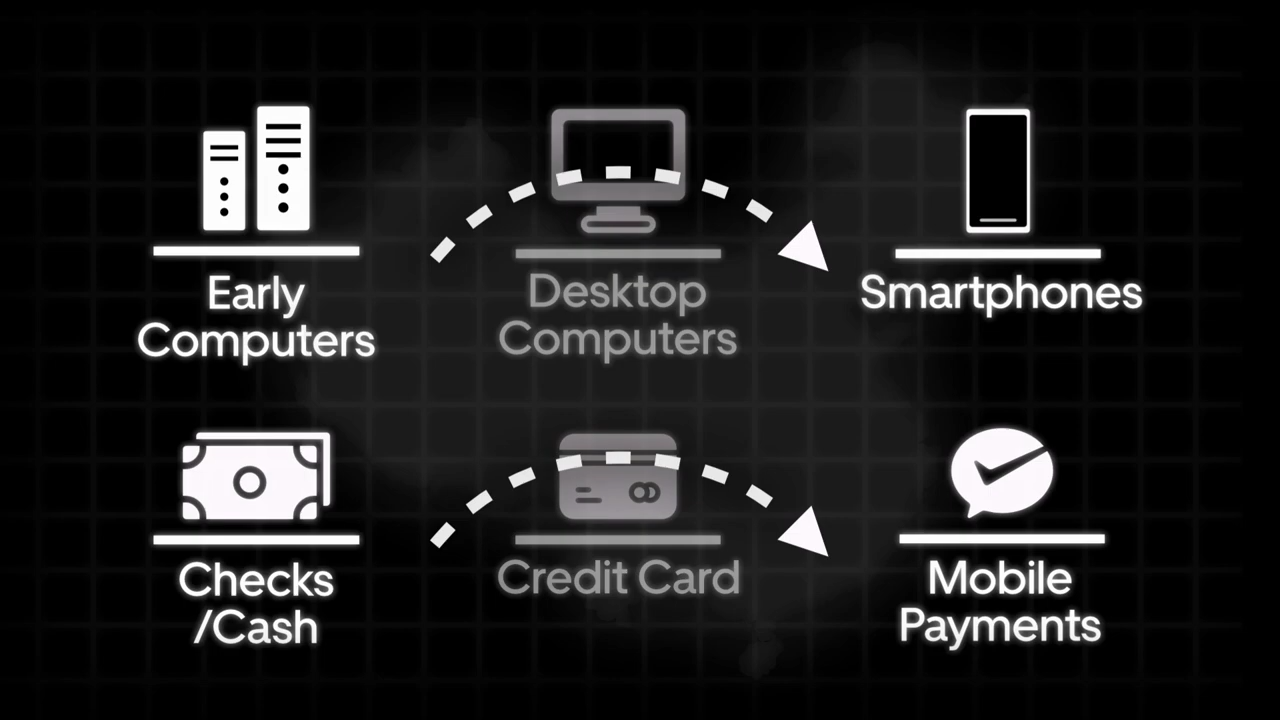 Early
Computers
Desktop
Computers
Smartphones
Checks
/Cash
Credit Card
Mobile
Payments